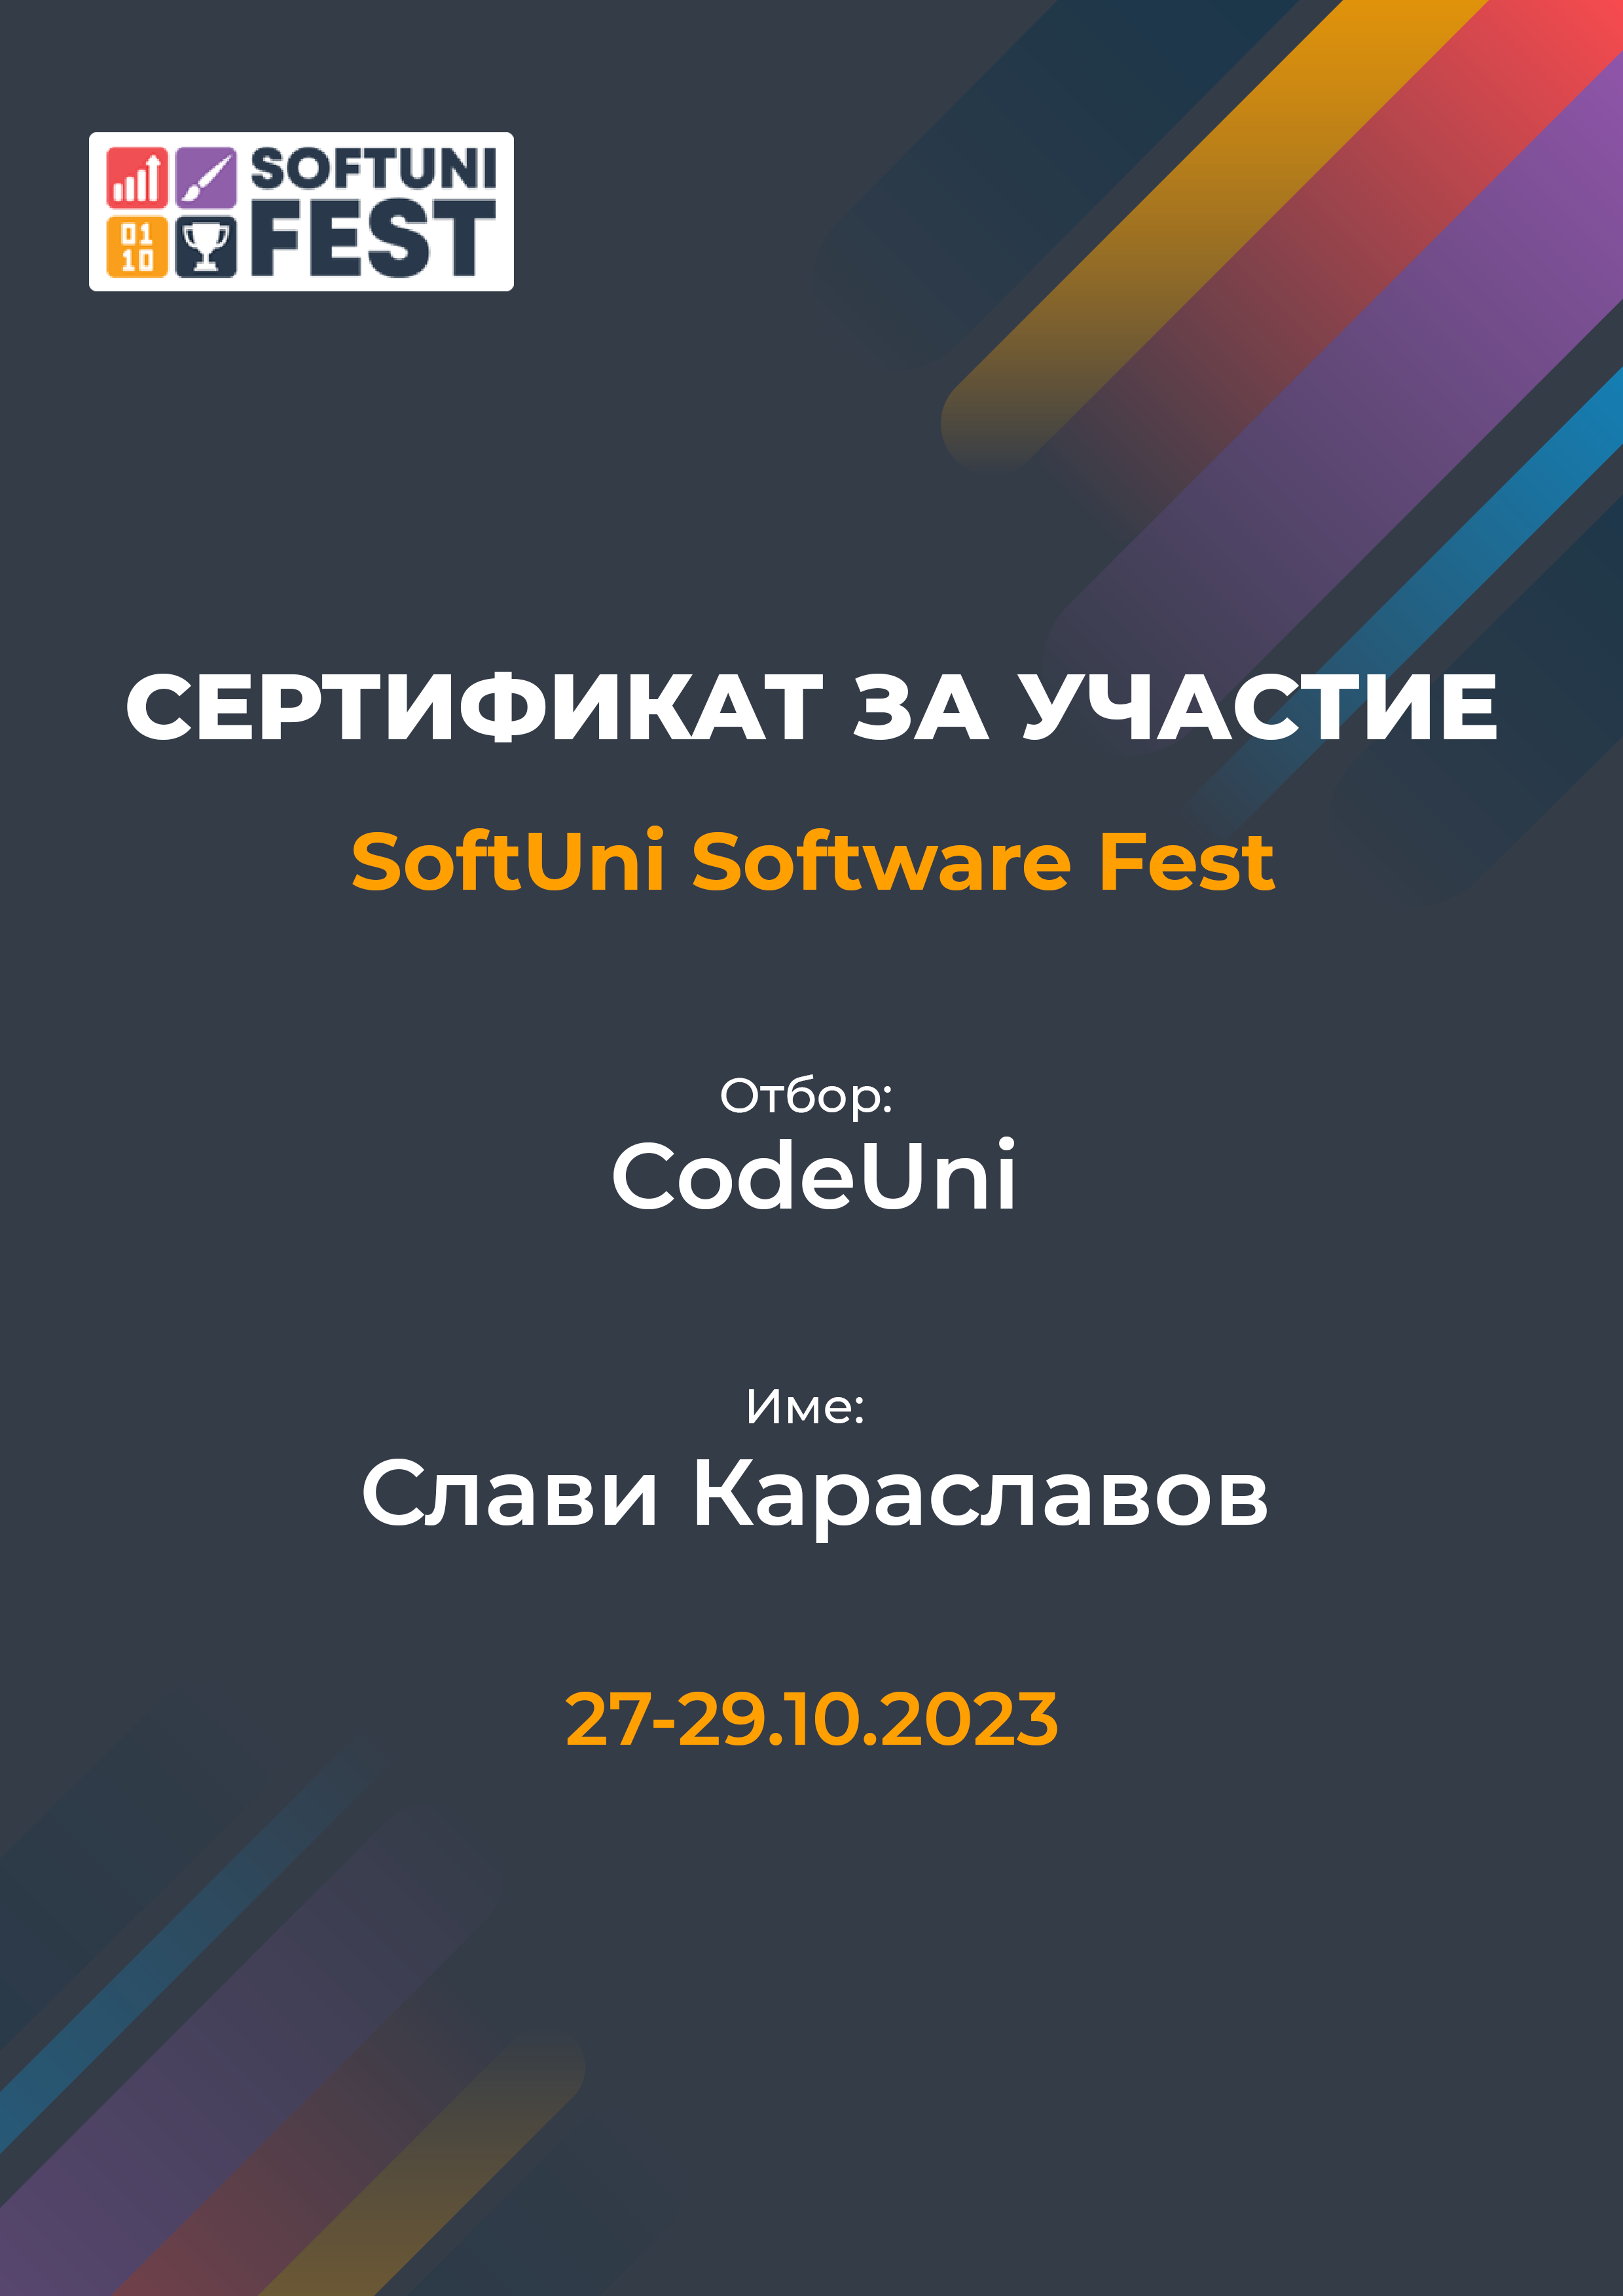 SOFTUNI
FEST
01
10
СЕРТИФИКАТ ЗА УЧАСТИЕ
SoftUni Software Fest
Отбор:
CodeUni
Име:
Слави Караславов
27-29.10.2023